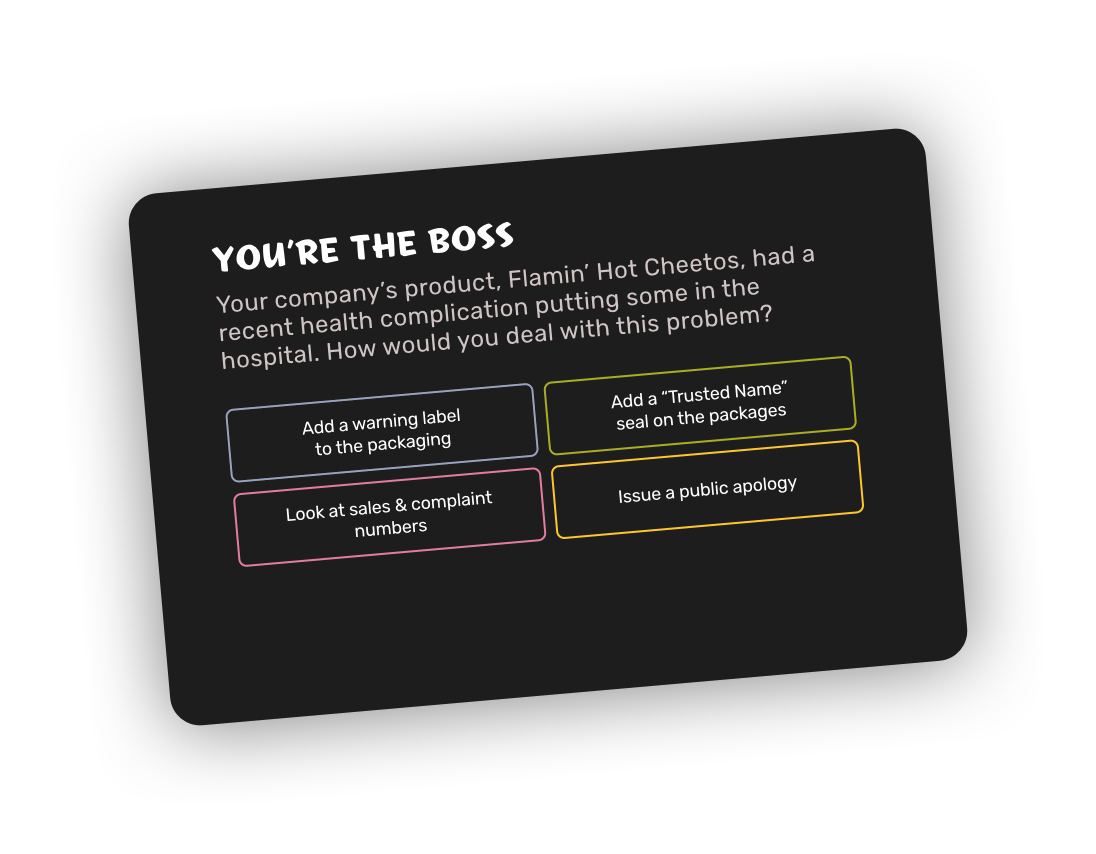 YOU’RE THE BOSS
Your company’s product, Flamin’ Hot Cheetos, had a
recent health complication putting some in the
hospital. How would you deal with this problem?
Add a warning label
to the packaging
Add a “Trusted Name”
seal on the packages
Look at sales & complaint
numbers
Issue a public apology